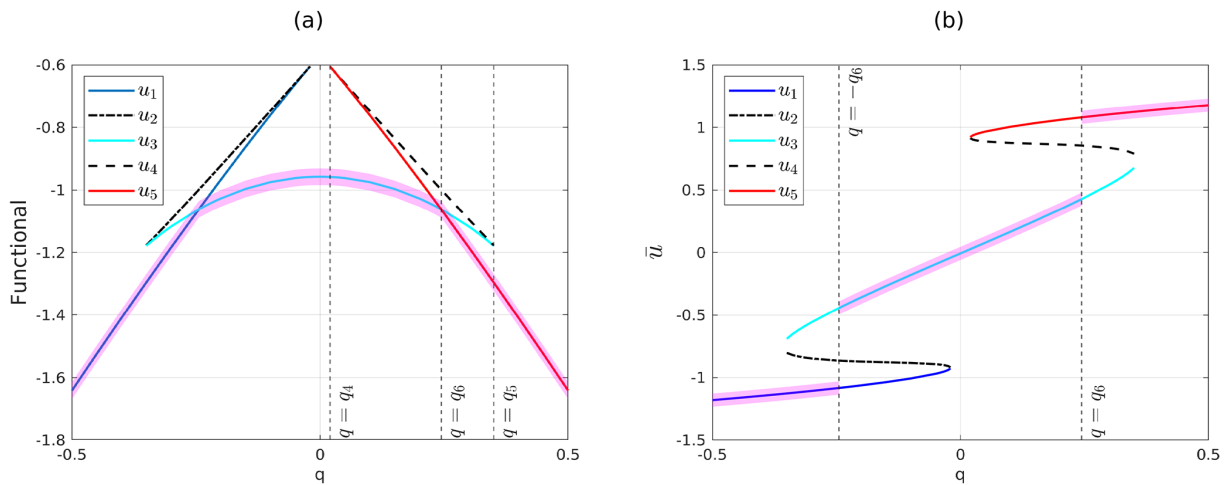 (a)
Functional
-0.6
-0.8
-1
-1.2
-1.4
-1.6
-1.8
-0.5
0
0.5
q
u₁
u₂
u₃
u₄
u₅
q = q₄
q = q₆
q = q₅
(b)
ū
1.5
1
0.5
0
-0.5
-1
-1.5
-0.5
0
0.5
q
u₁
u₂
u₃
u₄
u₅
q = −q₆
q = q₆